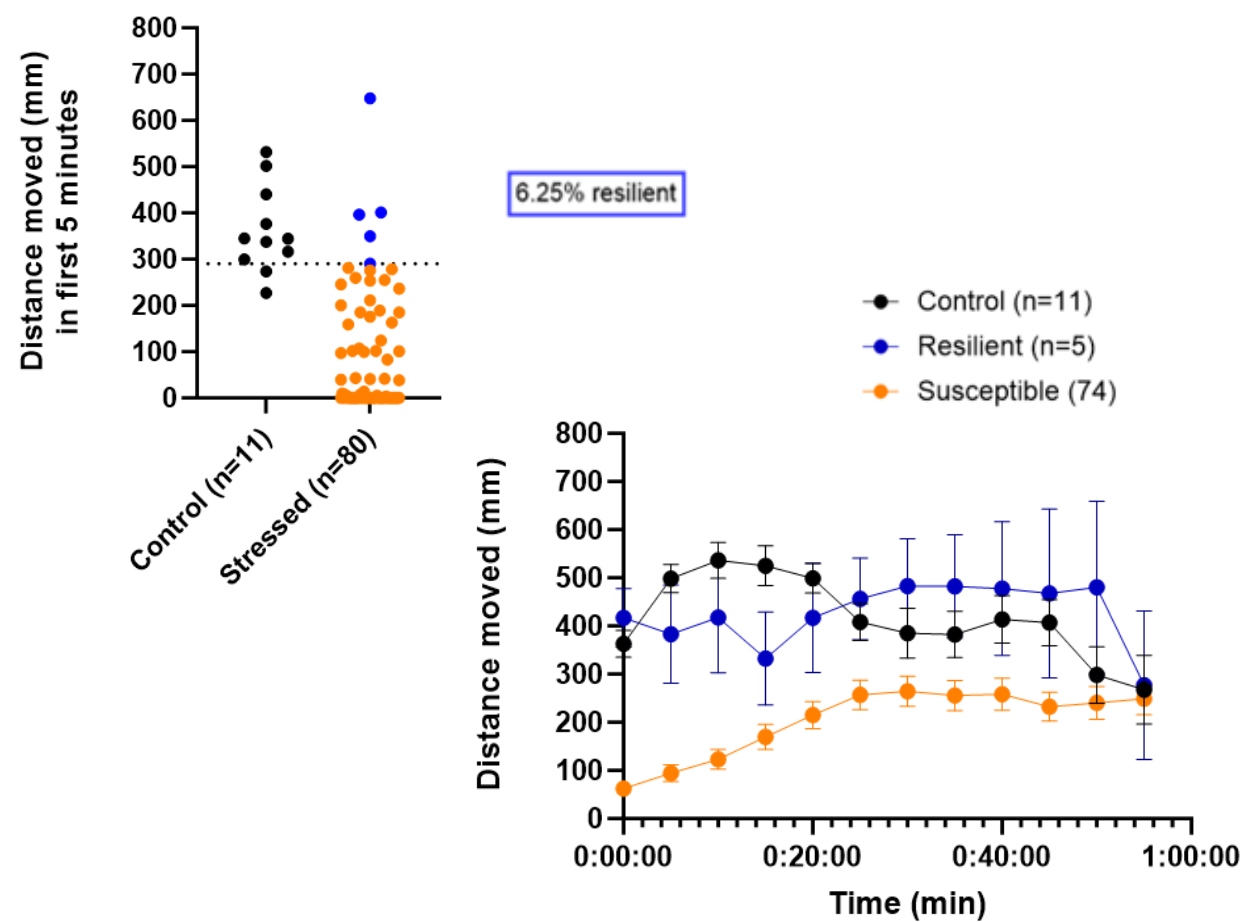 Distance moved (mm)
in first 5 minutes
800
700
600
500
400
300
200
100
0
Control (n=11)
Stressed (n=80)
6.25% resilient
Control (n=11)
Resilient (n=5)
Susceptible (74)
Distance moved (mm)
800
700
600
500
400
300
200
100
0
0:00:00 0:20:00 0:40:00 1:00:00
Time (min)